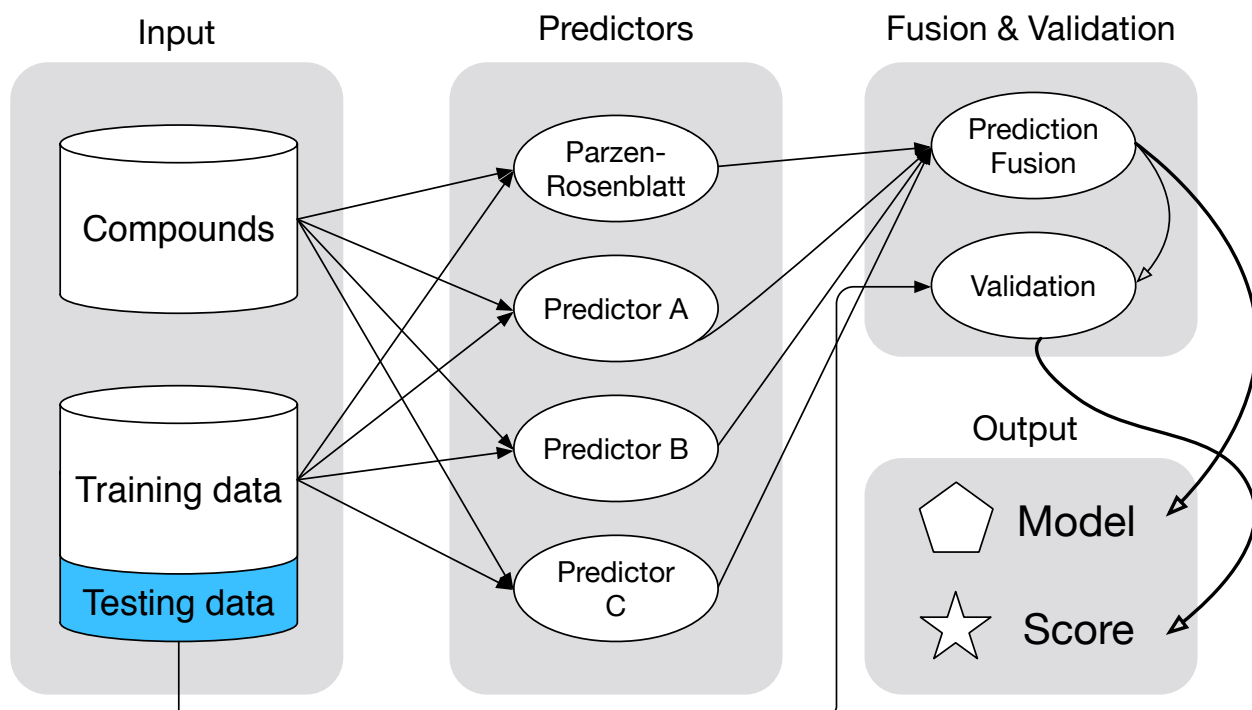 Input
Predictors
Fusion & Validation
Compounds
Training data
Testing data
Parzen-
Rosenblatt
Predictor A
Predictor B
Predictor
C
Prediction
Fusion
Validation
Output
Model
Score